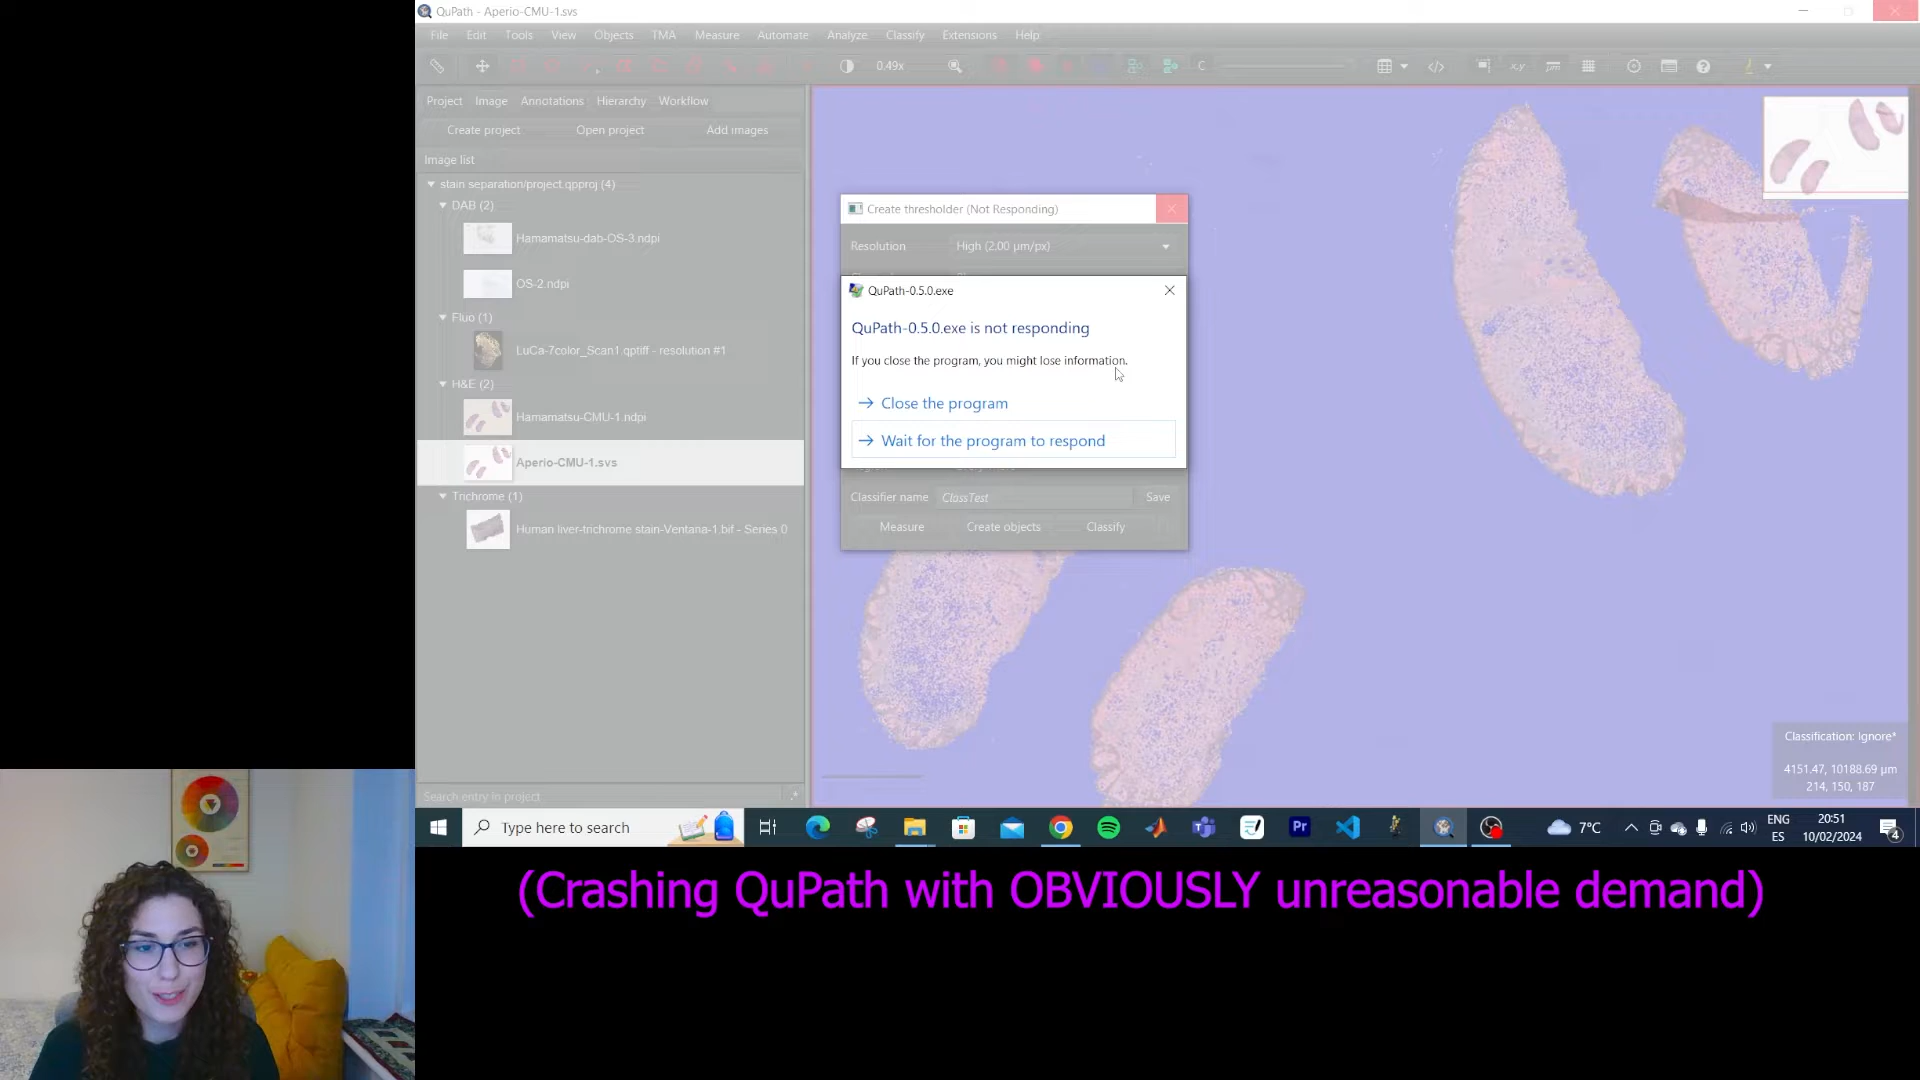 QuPath - Aperio-CMU-1.svs
File Edit Tools View Objects TMA Measure Automate Analyze Classify Extensions Help
0.49x C
Project Image Annotations Hierarchy Workflow
Create project Open project Add images
Image list
stain separation/project.qpproj (4)
DAB (2)
Hamamatsu-dab-OS-3.ndpi
OS-2.ndpi
Fluo (1)
LuCa-7color_Scan1.qptiff - resolution #1
H&E (2)
Hamamatsu-CMU-1.ndpi
Aperio-CMU-1.svs
Trichrome (1)
Human liver-trichrome stain-Ventana-1.bif - Series 0
Search entry in project .*
Create thresholder (Not Responding)
Resolution High (2.00 µm/px)
QuPath-0.5.0.exe
QuPath-0.5.0.exe is not responding
If you close the program, you might lose information.
Close the program
Wait for the program to respond
Classifier name ClassTest Save
Measure Create objects Classify
Classification: Ignore*
4151.47, 10188.69 µm
214, 150, 187
Type here to search
7°C
ENG
ES
20:51
10/02/2024
4
(Crashing QuPath with OBVIOUSLY unreasonable demand)